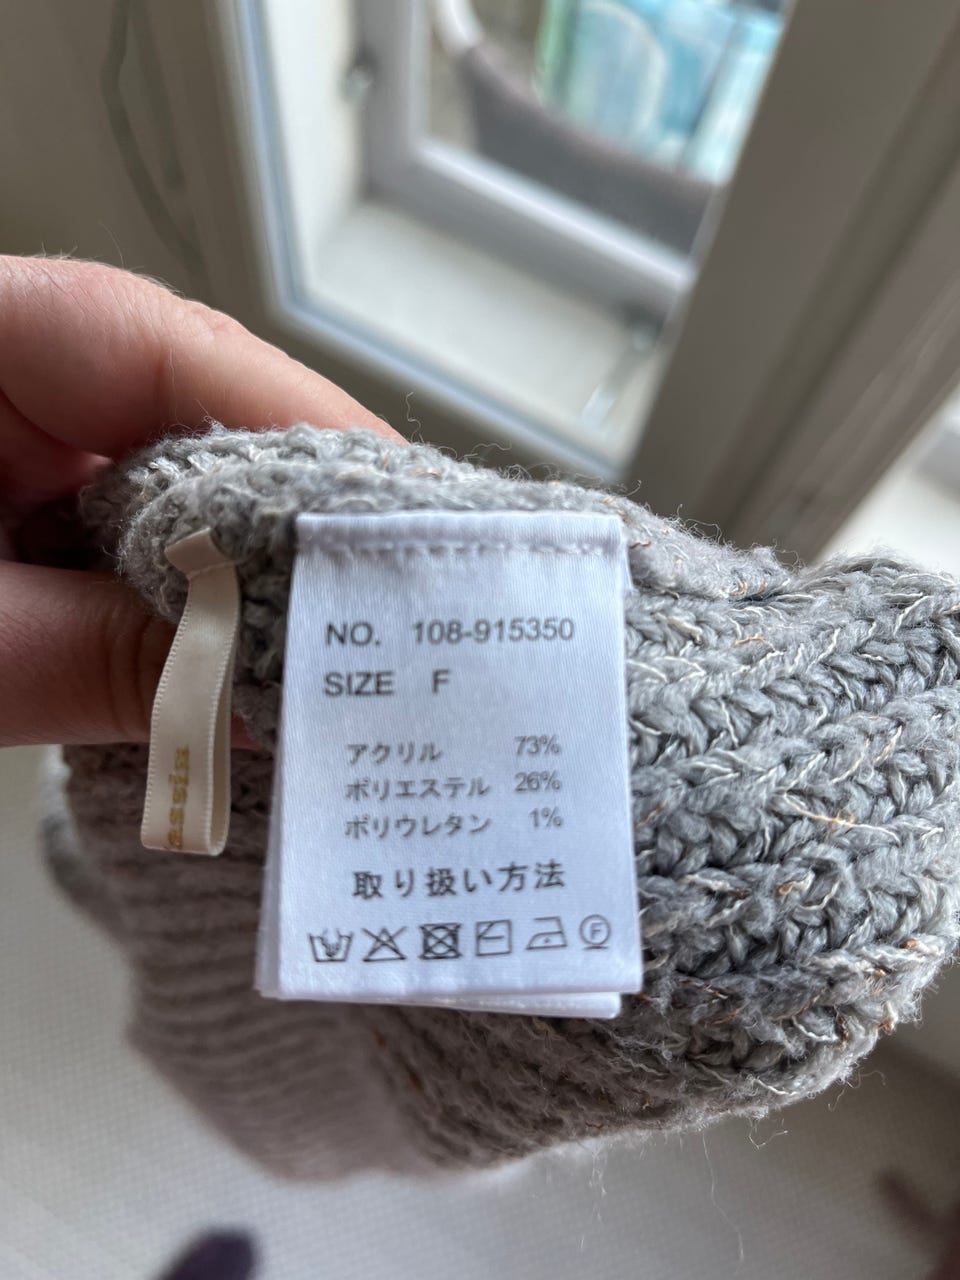 NO. 108-915350
SIZE F
アクリル 73%
ポリエステル 26%
ポリウレタン 1%
取り扱い方法
F